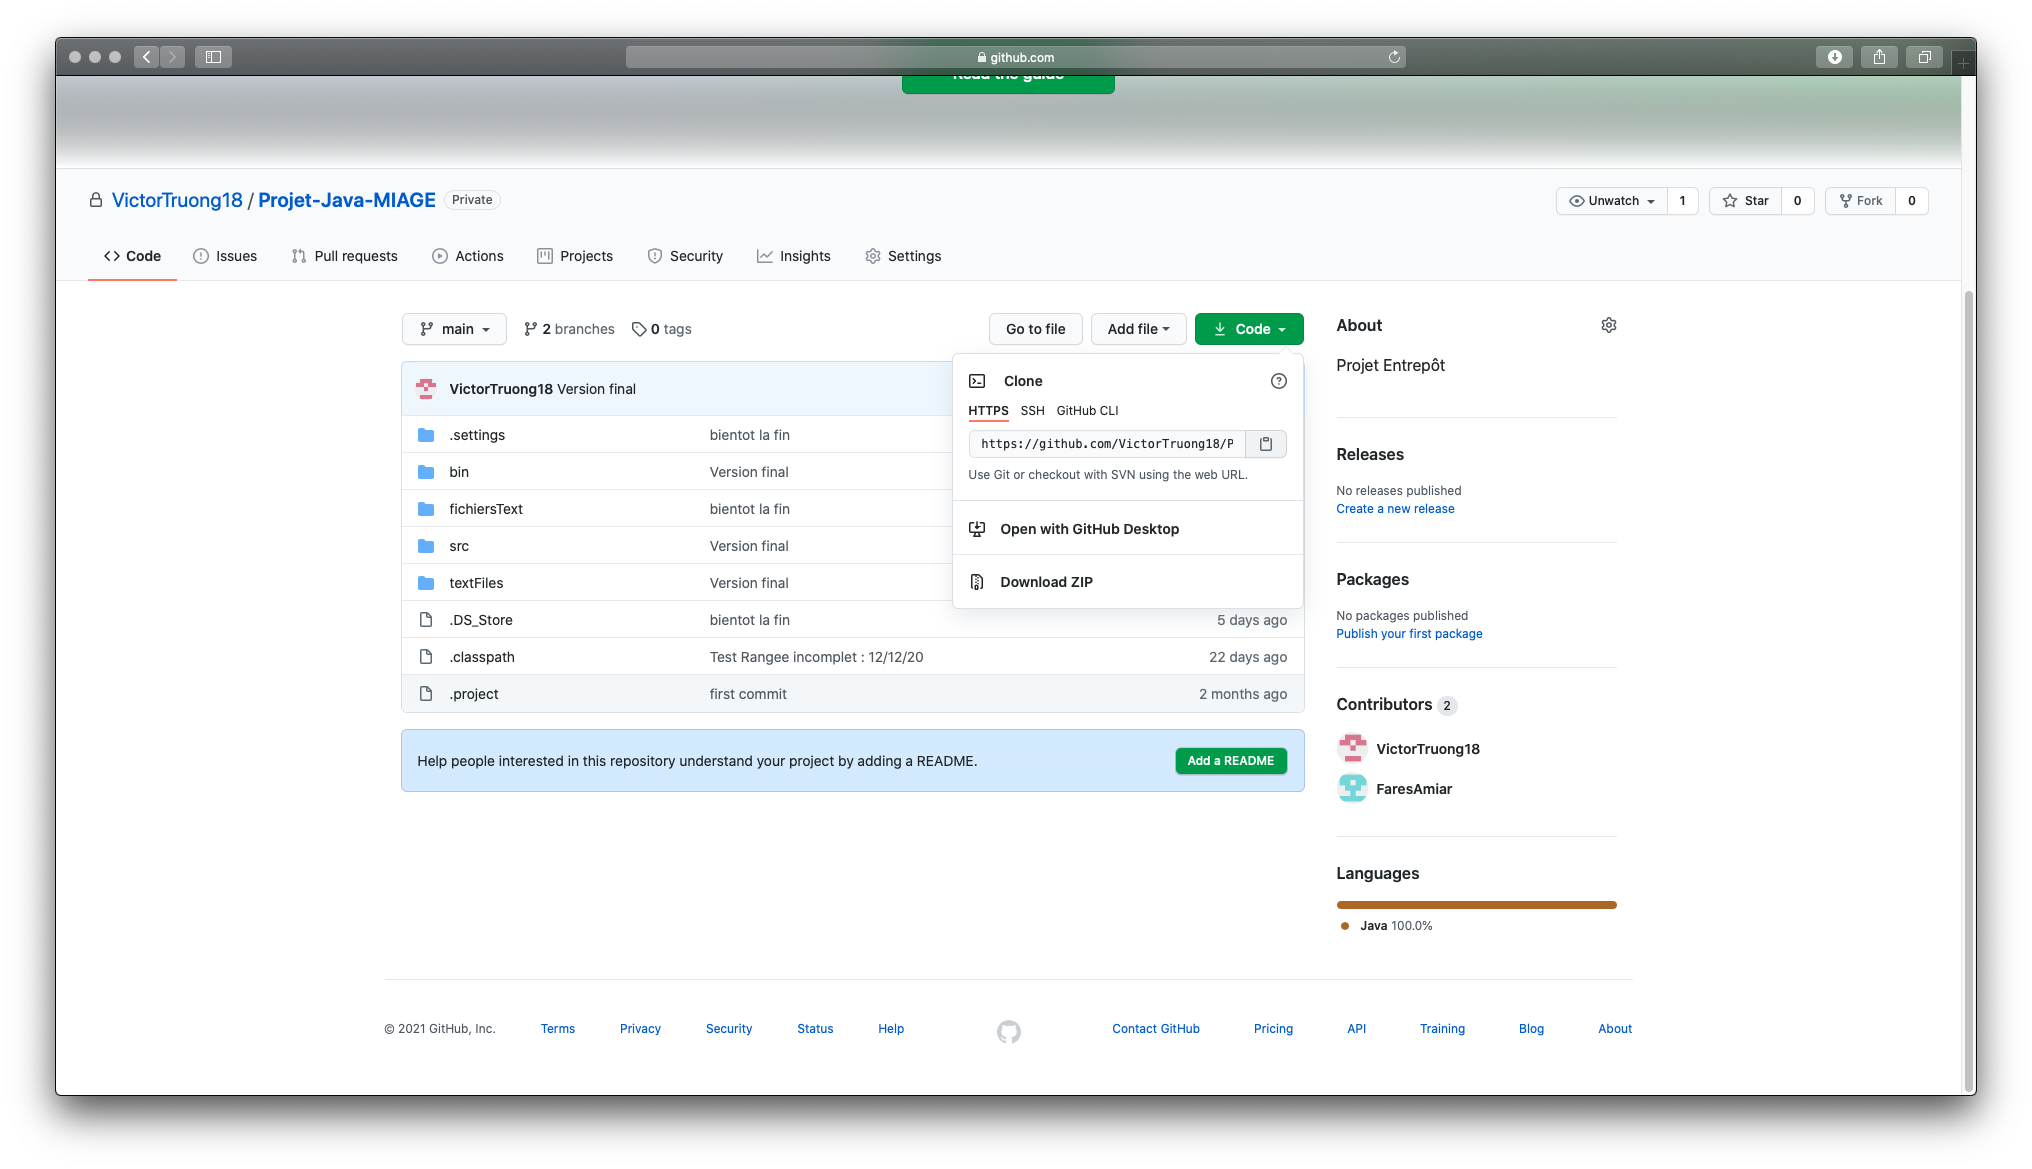 github.com
Read the guide
VictorTruong18 / Projet-Java-MIAGE Private
Unwatch 1 Star 0 Fork 0
Code Issues Pull requests Actions Projects Security Insights Settings
main 2 branches 0 tags Go to file Add file Code
VictorTruong18 Version final
.settings bientot la fin
bin Version final
fichiersText bientot la fin
src Version final
textFiles Version final
.DS_Store bientot la fin 5 days ago
.classpath Test Rangee incomplet : 12/12/20 22 days ago
.project first commit 2 months ago
Clone
HTTPS SSH GitHub CLI
https://github.com/VictorTruong18/P
Use Git or checkout with SVN using the web URL.
Open with GitHub Desktop
Download ZIP
Help people interested in this repository understand your project by adding a README. Add a README
About
Projet Entrepôt
Releases
No releases published
Create a new release
Packages
No packages published
Publish your first package
Contributors 2
VictorTruong18
FaresAmiar
Languages
Java 100.0%
© 2021 GitHub, Inc. Terms Privacy Security Status Help Contact GitHub Pricing API Training Blog About